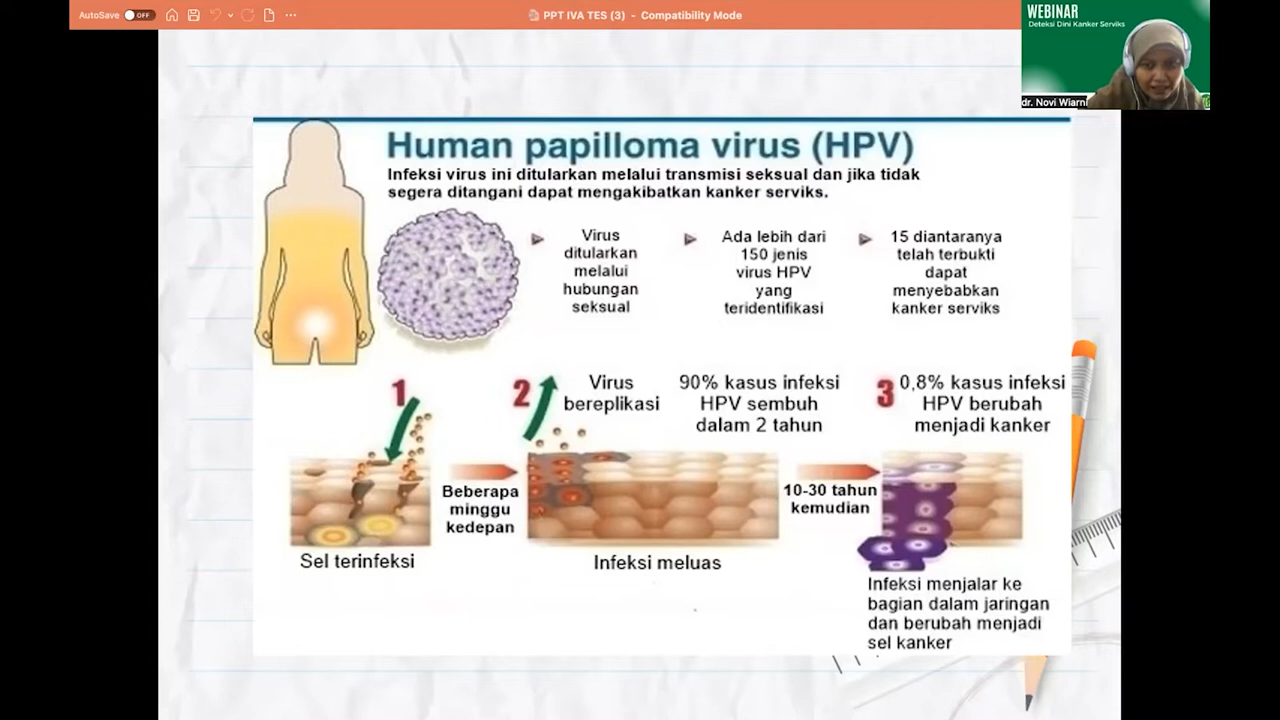 AutoSave OFF
PPT IVA TES (3) - Compatibility Mode
WEBINAR
Deteksi Dini Kanker Serviks
dr. Novi Wiarni
Human papilloma virus (HPV)
Infeksi virus ini ditularkan melalui transmisi seksual dan jika tidak
segera ditangani dapat mengakibatkan kanker serviks.
Virus
ditularkan
melalui
hubungan
seksual
Ada lebih dari
150 jenis
virus HPV
yang
teridentifikasi
15 diantaranya
telah terbukti
dapat
menyebabkan
kanker serviks
1
Sel terinfeksi
Beberapa
minggu
kedepan
2
Virus
bereplikasi
90% kasus infeksi
HPV sembuh
dalam 2 tahun
Infeksi meluas
10-30 tahun
kemudian
3
0,8% kasus infeksi
HPV berubah
menjadi kanker
Infeksi menjalar ke
bagian dalam jaringan
dan berubah menjadi
sel kanker